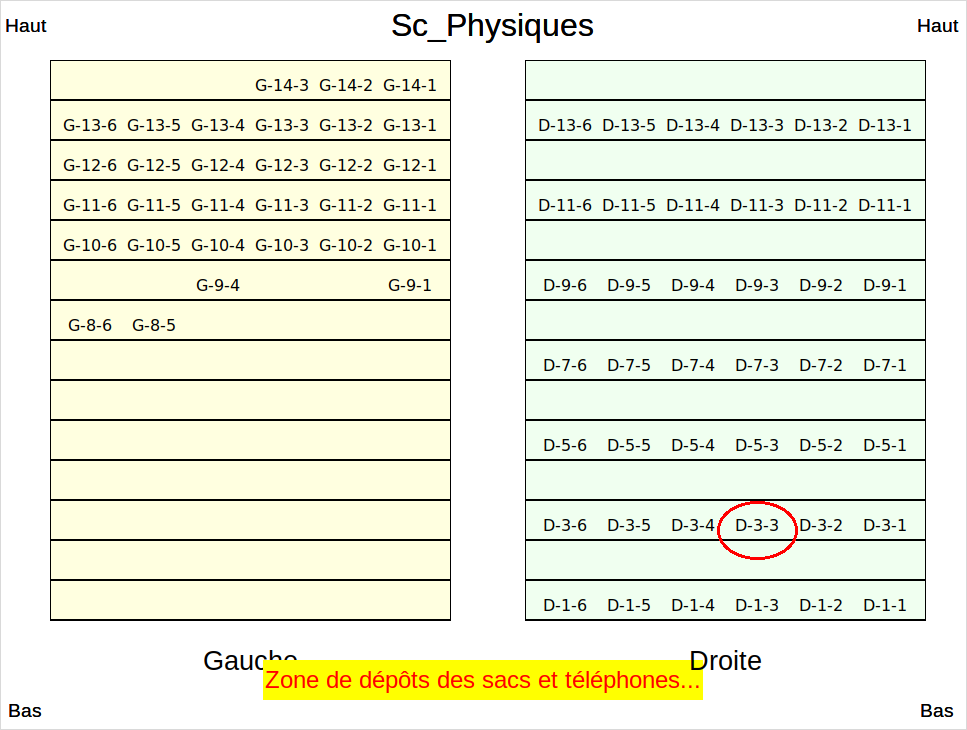 Sc_Physiques
Haut
Haut
G-14-3 G-14-2 G-14-1
G-13-6 G-13-5 G-13-4 G-13-3 G-13-2 G-13-1
G-12-6 G-12-5 G-12-4 G-12-3 G-12-2 G-12-1
G-11-6 G-11-5 G-11-4 G-11-3 G-11-2 G-11-1
G-10-6 G-10-5 G-10-4 G-10-3 G-10-2 G-10-1
G-9-4 G-9-1
G-8-6 G-8-5
D-13-6 D-13-5 D-13-4 D-13-3 D-13-2 D-13-1
D-11-6 D-11-5 D-11-4 D-11-3 D-11-2 D-11-1
D-9-6 D-9-5 D-9-4 D-9-3 D-9-2 D-9-1
D-7-6 D-7-5 D-7-4 D-7-3 D-7-2 D-7-1
D-5-6 D-5-5 D-5-4 D-5-3 D-5-2 D-5-1
D-3-6 D-3-5 D-3-4 D-3-3 D-3-2 D-3-1
D-1-6 D-1-5 D-1-4 D-1-3 D-1-2 D-1-1
Gauche
Droite
Zone de dépôts des sacs et téléphones...
Bas
Bas